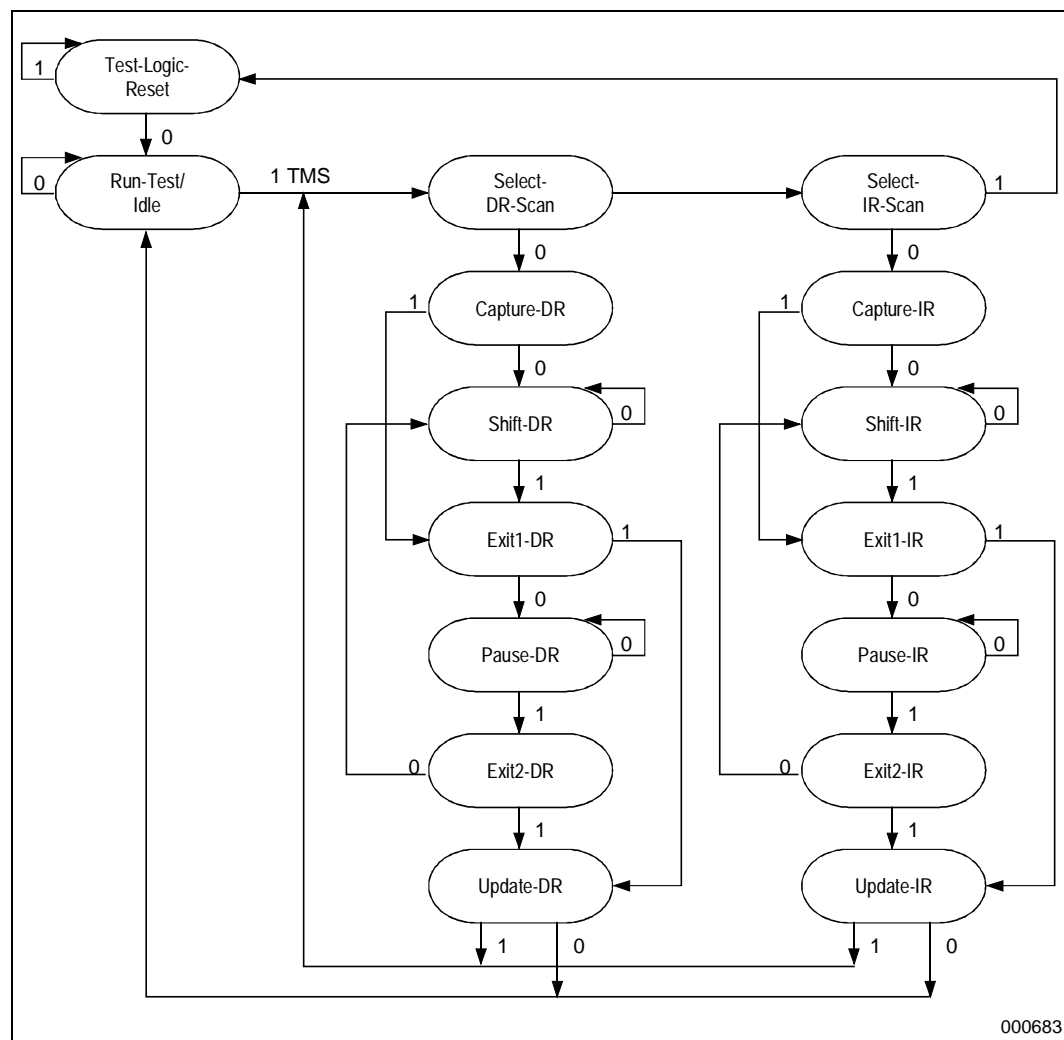 Test-Logic-
Reset
1
0
Run-Test/
Idle
0
1 TMS
Select-
DR-Scan
Select-
IR-Scan
1
0
0
1
Capture-DR
1
Capture-IR
0
0
Shift-DR
0
Shift-IR
0
1
1
Exit1-DR
1
Exit1-IR
1
0
0
Pause-DR
0
Pause-IR
0
1
1
0
Exit2-DR
0
Exit2-IR
1
1
Update-DR
Update-IR
1
0
1
0
000683